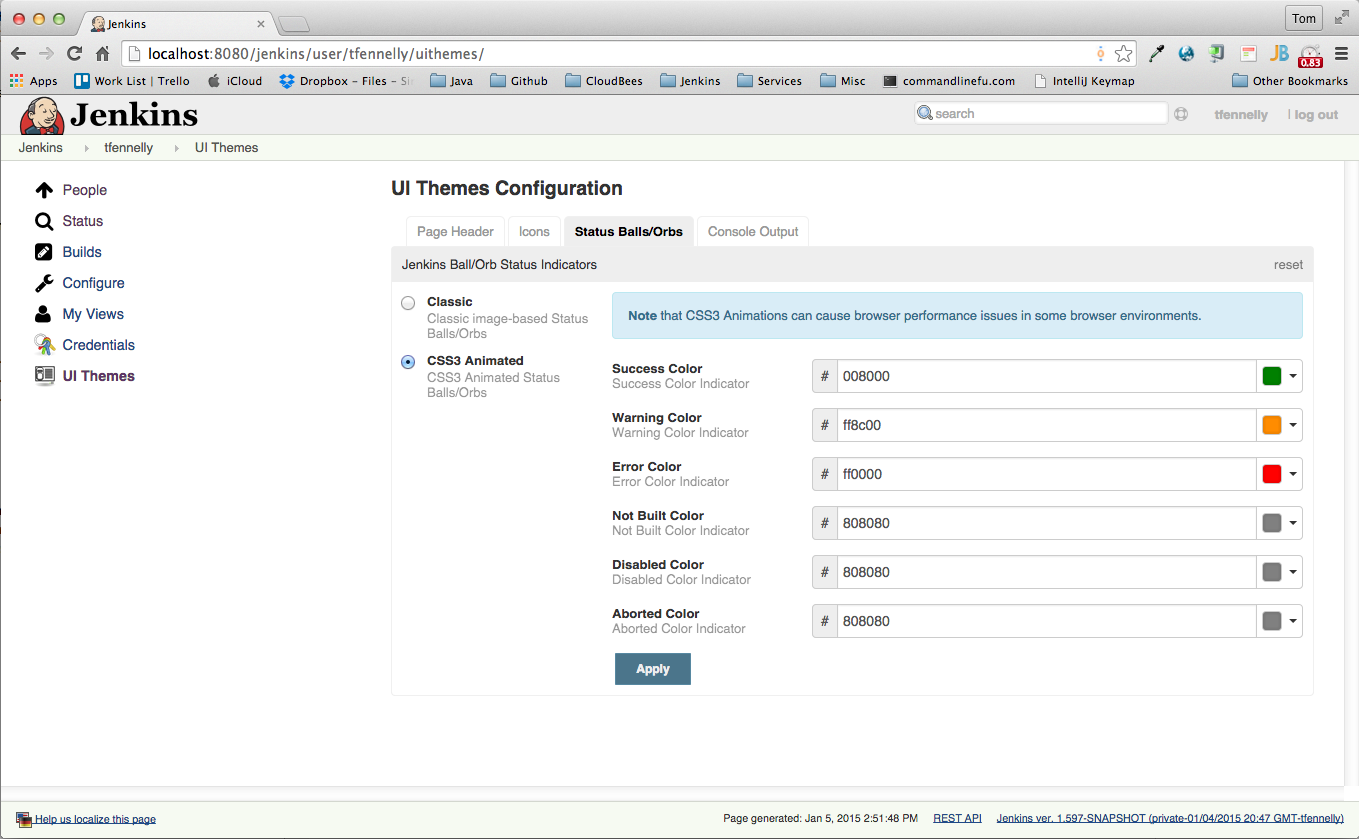 Jenkins
Tom
localhost:8080/jenkins/user/tfennelly/uithemes/
JB
0.83
Apps
Work List | Trello
iCloud
Dropbox – Files – Si
Java
Github
CloudBees
Jenkins
Services
Misc
commandlinefu.com
IntelliJ Keymap
Other Bookmarks
Jenkins
search
tfennelly
| log out
Jenkins
tfennelly
UI Themes
People
Status
Builds
Configure
My Views
Credentials
UI Themes
UI Themes Configuration
Page Header
Icons
Status Balls/Orbs
Console Output
Jenkins Ball/Orb Status Indicators
reset
Classic
Classic image-based Status
Balls/Orbs
CSS3 Animated
CSS3 Animated Status
Balls/Orbs
Note that CSS3 Animations can cause browser performance issues in some browser environments.
Success Color
Success Color Indicator
# 008000
Warning Color
Warning Color Indicator
# ff8c00
Error Color
Error Color Indicator
# ff0000
Not Built Color
Not Built Color Indicator
# 808080
Disabled Color
Disabled Color Indicator
# 808080
Aborted Color
Aborted Color Indicator
# 808080
Apply
Help us localize this page
Page generated: Jan 5, 2015 2:51:48 PM
REST API
Jenkins ver. 1.597-SNAPSHOT (private-01/04/2015 20:47 GMT-tfennelly)